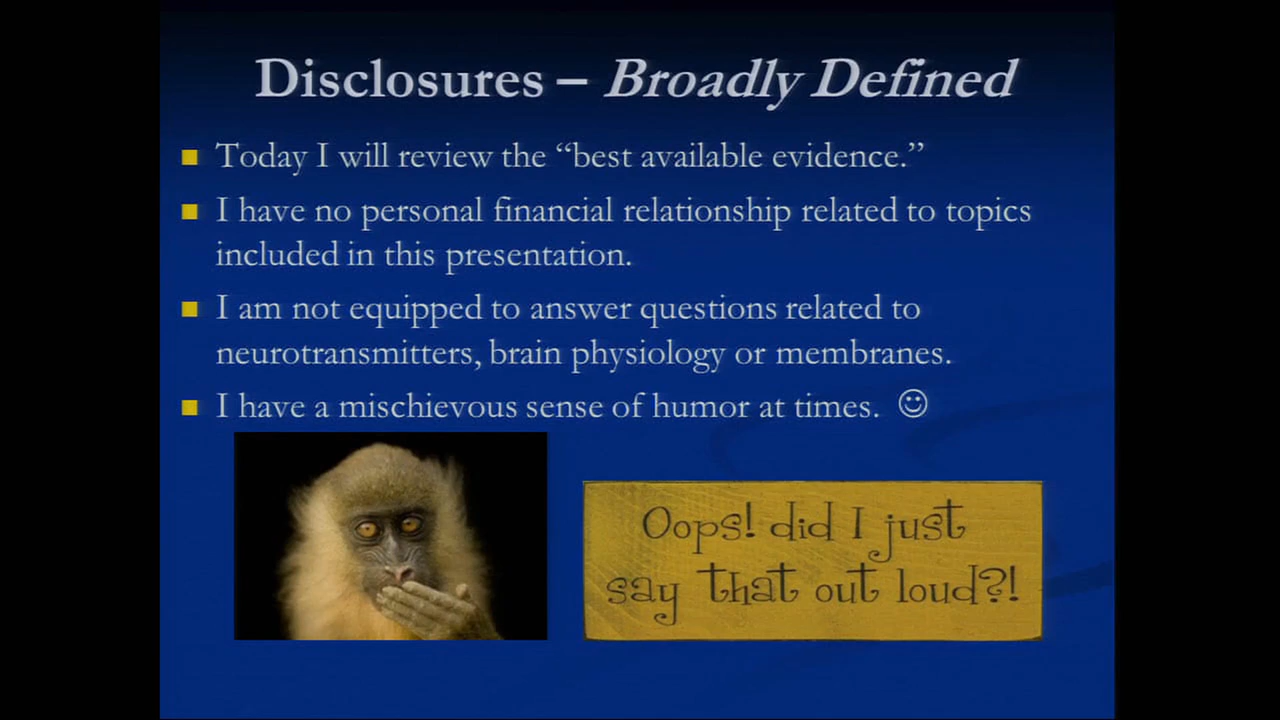 Disclosures – Broadly Defined
Today I will review the “best available evidence.”
I have no personal financial relationship related to topics
included in this presentation.
I am not equipped to answer questions related to
neurotransmitters, brain physiology or membranes.
I have a mischievous sense of humor at times. ☺
Oops! did I just
say that out loud?!